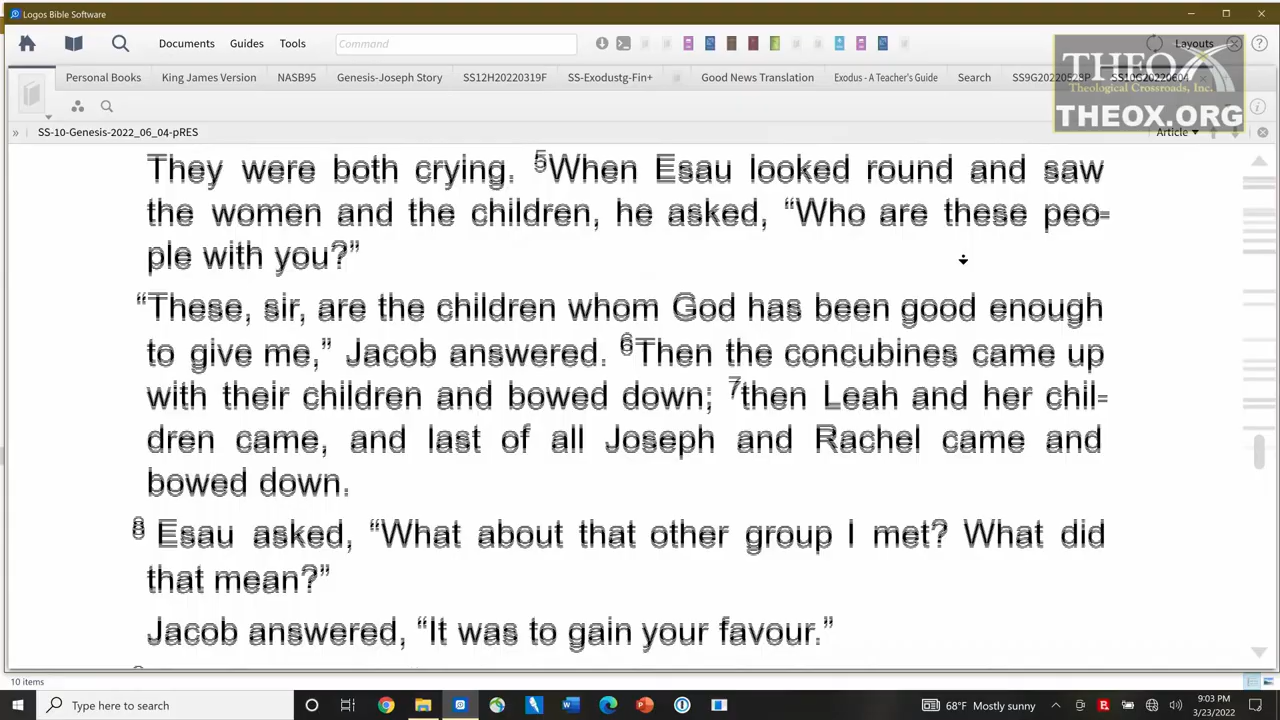 Logos Bible Software
Documents Guides Tools Command Layouts
THEOX
Theological Crossroads, Inc.
THEOX.ORG
Personal Books King James Version NASB95 Genesis-Joseph SS12H20220319F SS-Exodustg-Fin+ Good News Translation Exodus - A Teacher's Guide Search
SS-10-Genesis-2022_06_04-pRES Article
They were both crying. 5When Esau looked round and saw
the women and the children, he asked, “Who are these peo-
ple with you?”
“These, sir, are the children whom God has been good enough
to give me,” Jacob answered. 6Then the concubines came up
with their children and bowed down; 7then Leah and her chil-
dren came, and last of all Joseph and Rachel came and
bowed down.
8 Esau asked, “What about that other group I met? What did
that mean?”
Jacob answered, “It was to gain your favour.”
10 items
Type here to search 68°F Mostly sunny 9:03 PM
3/23/2022